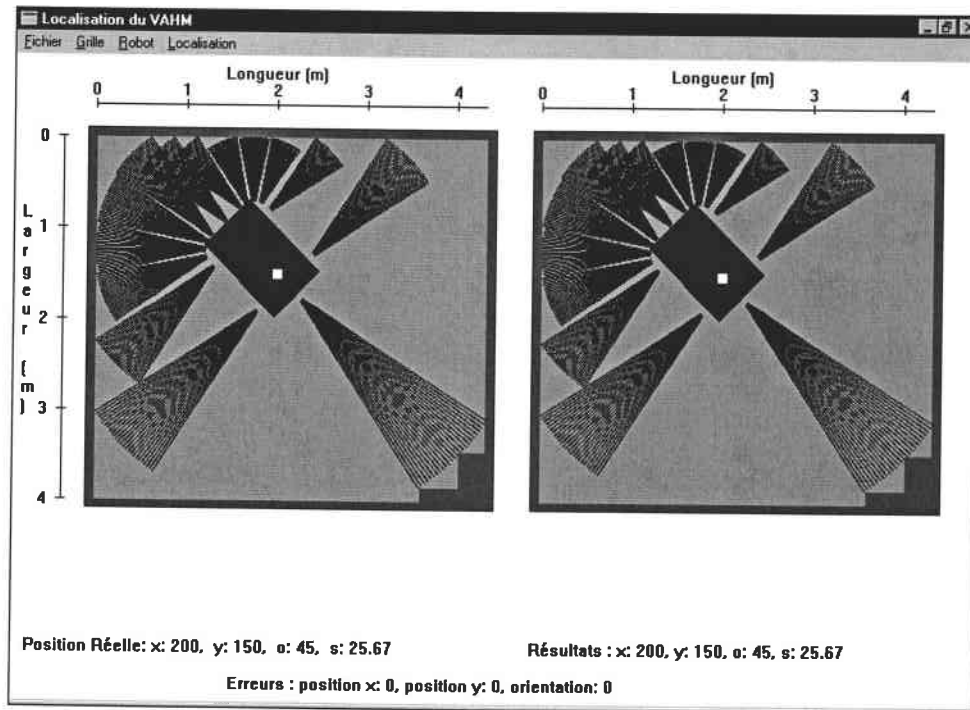 Localisation du VAHM
Fichier Grille Robot Localisation
Longueur (m)
0 1 2 3 4
Longueur (m)
0 1 2 3 4
Largeur (m)
0
1
2
3
4
Position Réelle: x: 200, y: 150, o: 45, s: 25.67
Résultats : x: 200, y: 150, o: 45, s: 25.67
Erreurs : position x: 0, position y: 0, orientation: 0